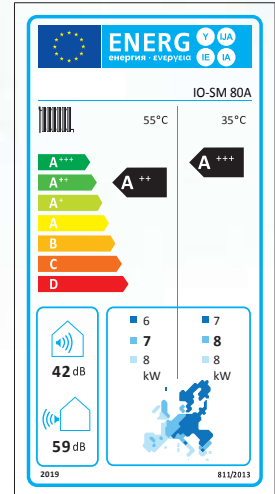 ENERG Y IJA
енергия · ενεργεια IE IA
IO-SM 80A
55°C 35°C
A+++
A++
A+
A
B
C
D
A++
A+++
6 7
7 8
8 8
kW kW
42 dB
59 dB
2019 811/2013